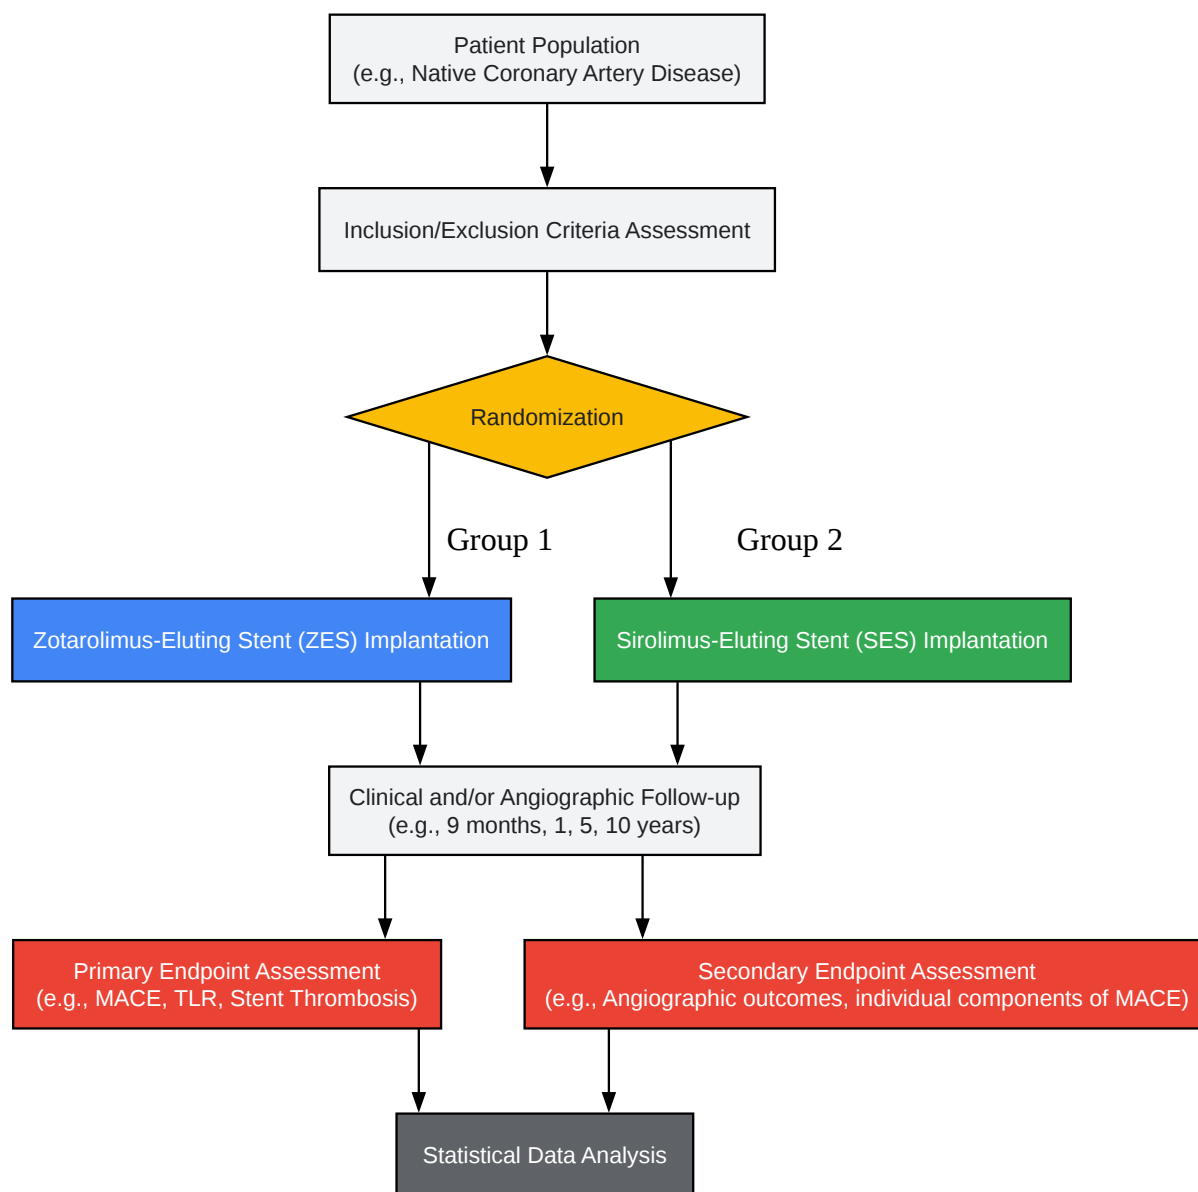 Patient Population
(e.g., Native Coronary Artery Disease)
Inclusion/Exclusion Criteria Assessment
Randomization
Group 1
Group 2
Zotarolimus-Eluting Stent (ZES) Implantation
Sirolimus-Eluting Stent (SES) Implantation
Clinical and/or Angiographic Follow-up
(e.g., 9 months, 1, 5, 10 years)
Primary Endpoint Assessment
(e.g., MACE, TLR, Stent Thrombosis)
Secondary Endpoint Assessment
(e.g., Angiographic outcomes, individual components of MACE)
Statistical Data Analysis